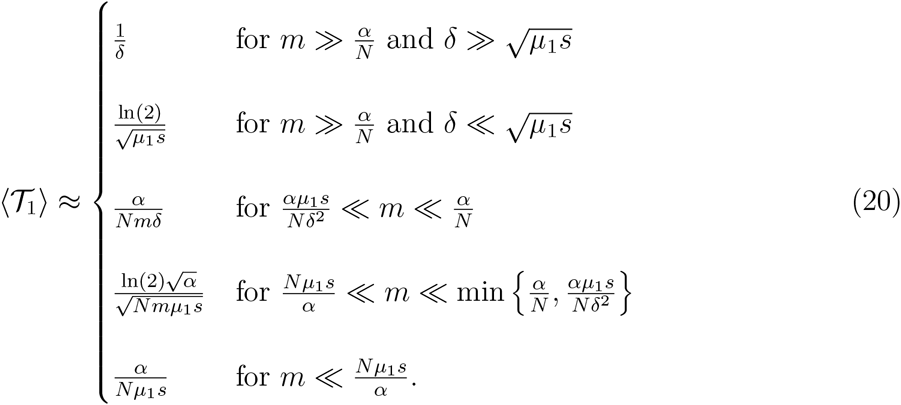 ⟨𝒯₁⟩ ≈ { (20)
1/δ for m ≫ α/N and δ ≫ √(μ₁s)
ln(2)/√(μ₁s) for m ≫ α/N and δ ≪ √(μ₁s)
α/(Nmδ) for αμ₁s/(Nδ²) ≪ m ≪ α/N
ln(2)√α/√(Nmμ₁s) for Nμ₁s/α ≪ m ≪ min {α/N, αμ₁s/(Nδ²)}
α/(Nμ₁s) for m ≪ Nμ₁s/α.